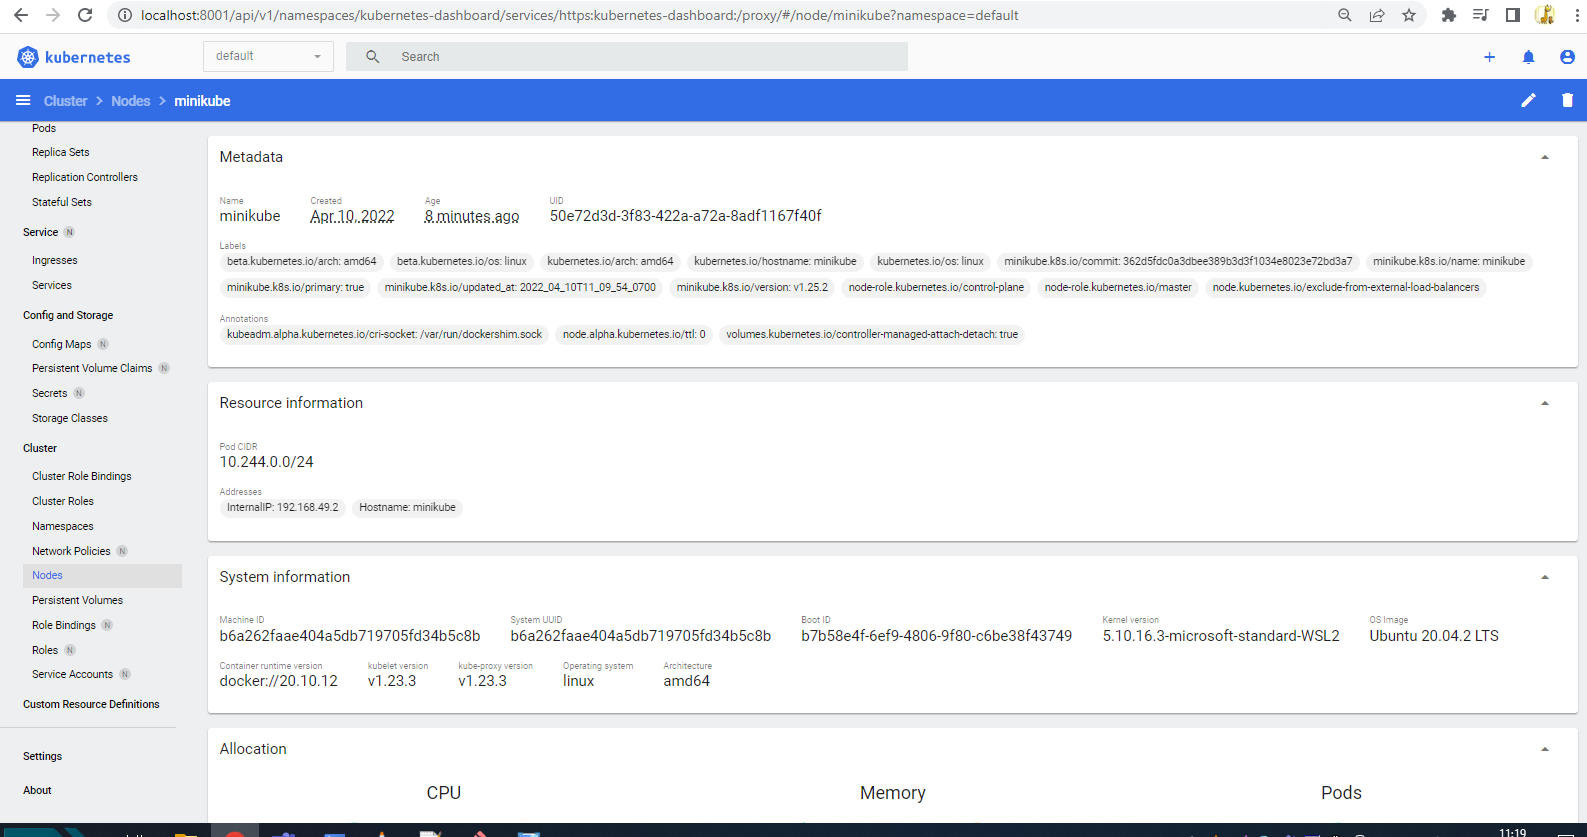 localhost:8001/api/v1/namespaces/kubernetes-dashboard/services/https:kubernetes-dashboard:/proxy/#/node/minikube?namespace=default
kubernetes
default
Search
Cluster > Nodes > minikube
Pods
Replica Sets
Replication Controllers
Stateful Sets
Service N
Ingresses
Services
Config and Storage
Config Maps N
Persistent Volume Claims N
Secrets N
Storage Classes
Cluster
Cluster Role Bindings
Cluster Roles
Namespaces
Network Policies N
Nodes
Persistent Volumes
Role Bindings N
Roles N
Service Accounts N
Custom Resource Definitions
Settings
About
Metadata
Name Created Age UID
minikube Apr 10, 2022 8 minutes ago 50e72d3d-3f83-422a-a72a-8adf1167f40f
Labels
beta.kubernetes.io/arch: amd64 beta.kubernetes.io/os: linux kubernetes.io/arch: amd64 kubernetes.io/hostname: minikube kubernetes.io/os: linux minikube.k8s.io/commit: 362d5fdc0a3dbee389b3d3f1034e8023e72bd3a7 minikube.k8s.io/name: minikube
minikube.k8s.io/primary: true minikube.k8s.io/updated_at: 2022_04_10T11_09_54_0700 minikube.k8s.io/version: v1.25.2 node-role.kubernetes.io/control-plane node-role.kubernetes.io/master node.kubernetes.io/exclude-from-external-load-balancers
Annotations
kubeadm.alpha.kubernetes.io/cri-socket: /var/run/dockershim.sock node.alpha.kubernetes.io/ttl: 0 volumes.kubernetes.io/controller-managed-attach-detach: true
Resource information
Pod CIDR
10.244.0.0/24
Addresses
InternalIP: 192.168.49.2 Hostname: minikube
System information
Machine ID System UUID Boot ID Kernel version OS Image
b6a262faae404a5db719705fd34b5c8b b6a262faae404a5db719705fd34b5c8b b7b58e4f-6ef9-4806-9f80-c6be38f43749 5.10.16.3-microsoft-standard-WSL2 Ubuntu 20.04.2 LTS
Container runtime version kubelet version kube-proxy version Operating system Architecture
docker://20.10.12 v1.23.3 v1.23.3 linux amd64
Allocation
CPU Memory Pods
11:19